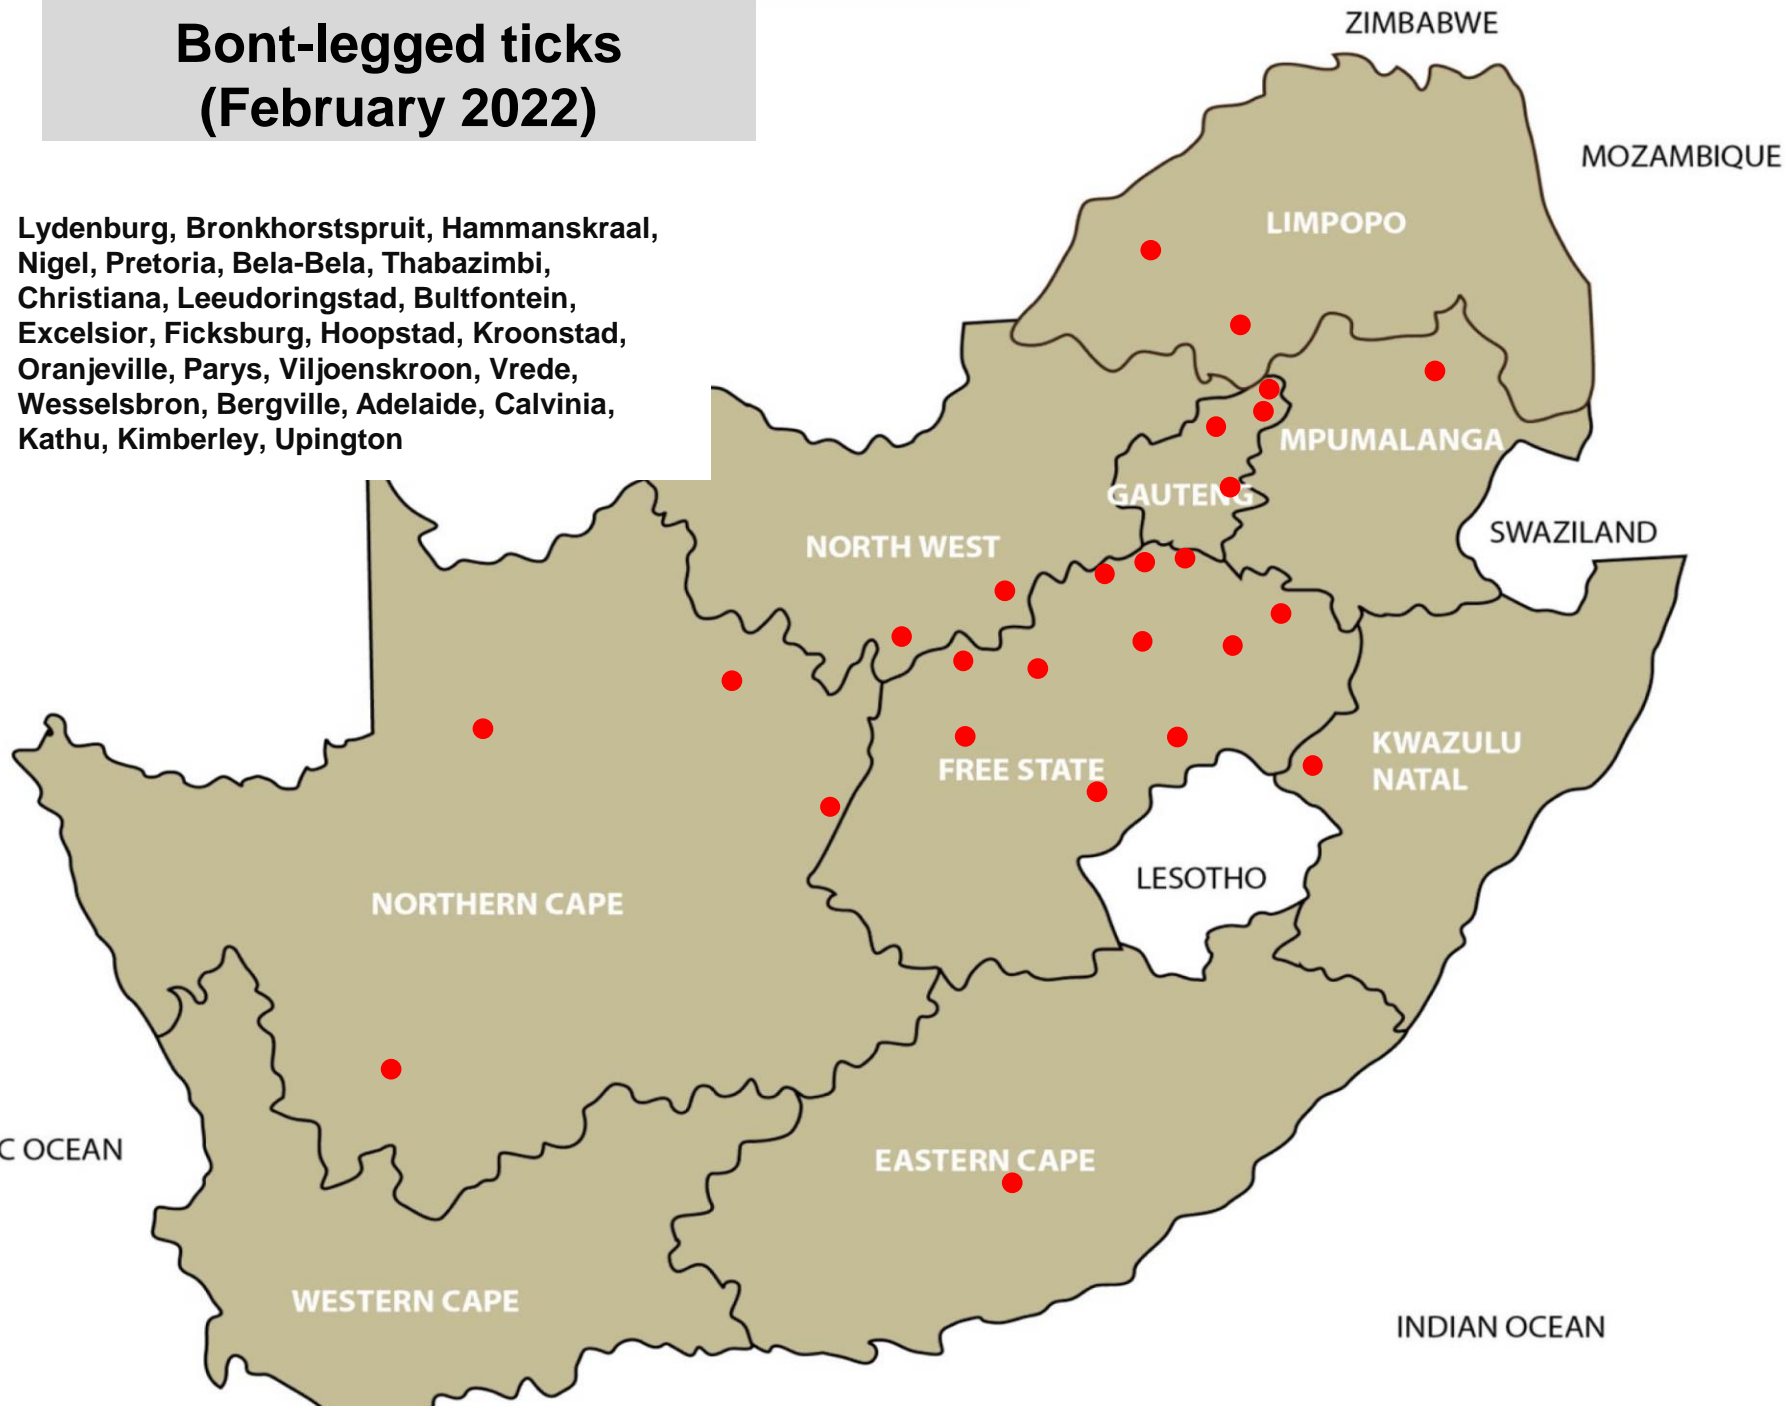 Bont-legged ticks
(February 2022)
Lydenburg, Bronkhorstspruit, Hammanskraal,
Nigel, Pretoria, Bela-Bela, Thabazimbi,
Christiana, Leeudoringstad, Bultfontein,
Excelsior, Ficksburg, Hoopstad, Kroonstad,
Oranjeville, Parys, Viljoenskroon, Vrede,
Wesselsbron, Bergville, Adelaide, Calvinia,
Kathu, Kimberley, Upington
ZIMBABWE
MOZAMBIQUE
LIMPOPO
MPUMALANGA
GAUTENG
SWAZILAND
NORTH WEST
KWAZULU
NATAL
FREE STATE
LESOTHO
NORTHERN CAPE
C OCEAN
EASTERN CAPE
WESTERN CAPE
INDIAN OCEAN